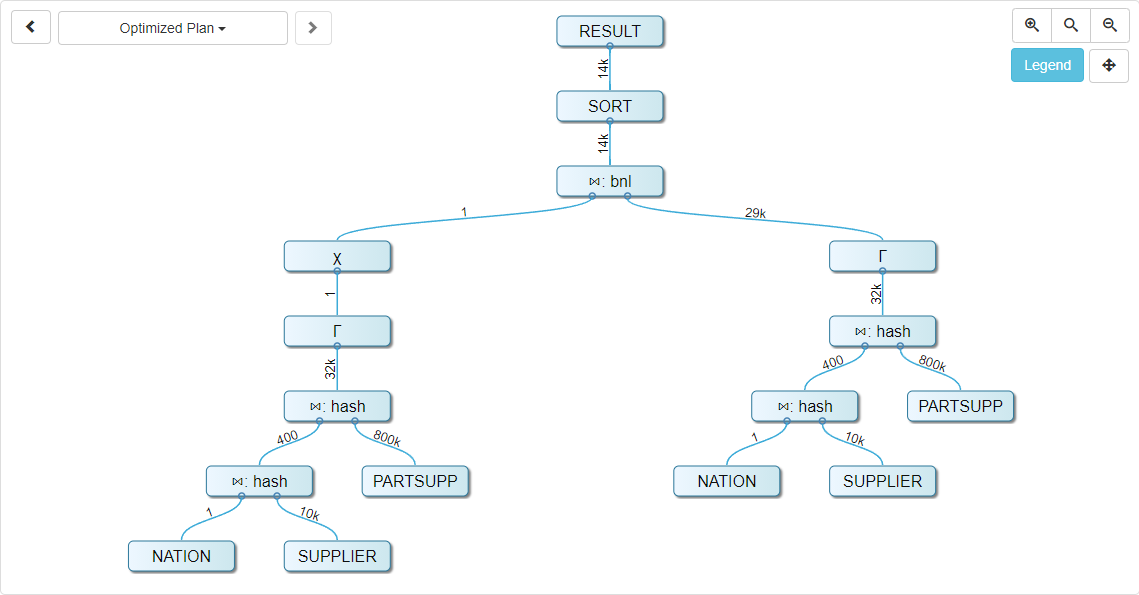 Optimized Plan
Legend
RESULT
14k
SORT
14k
⋈: bnl
1
29k
χ
Γ
1
32k
Γ
⋈: hash
32k
400
800k
⋈: hash
⋈: hash
PARTSUPP
400
800k
1
10k
⋈: hash
PARTSUPP
NATION
SUPPLIER
1
10k
NATION
SUPPLIER